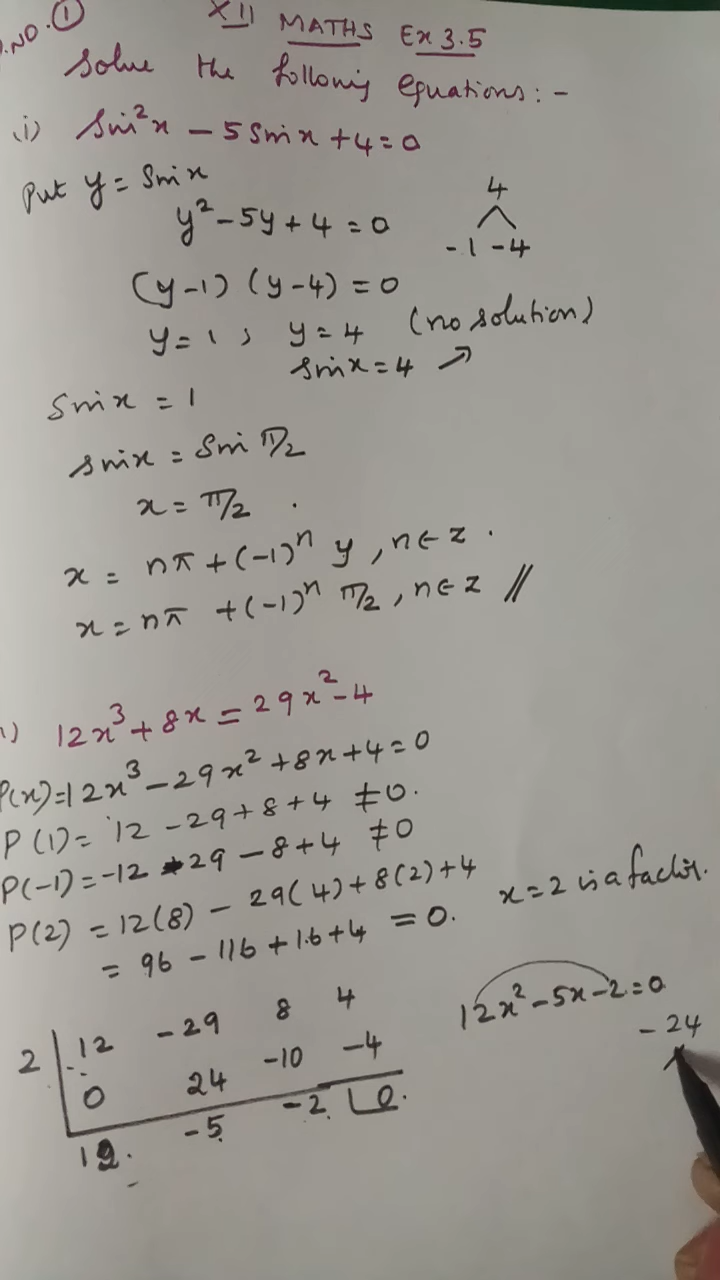 .NO. ① XII MATHS Ex 3.5
Solve the following equations: -
i) Sin²x - 5 Sin x + 4 = 0
Put y = Sin x
y² - 5y + 4 = 0
4
-1 -4
(y-1) (y-4) = 0
y = 1 , y = 4 (no solution)
sin x = 4 ↗
Sin x = 1
sin x = Sin π/2
x = π/2 .
x = nπ + (-1)ⁿ y , n ∈ z .
x = nπ + (-1)ⁿ π/2 , n ∈ z //
) 12x³ + 8x = 29x² - 4
P(x) = 12x³ - 29x² + 8x + 4 = 0
P(1) = 12 - 29 + 8 + 4 ≠ 0.
P(-1) = -12 - 29 - 8 + 4 ≠ 0
P(2) = 12(8) - 29(4) + 8(2) + 4
= 96 - 116 + 16 + 4 = 0. x = 2 is a factor.
2 | 12 -29 8 4
0 24 -10 -4
12. -5 -2 | 0.
12x² - 5x - 2 = 0
- 24